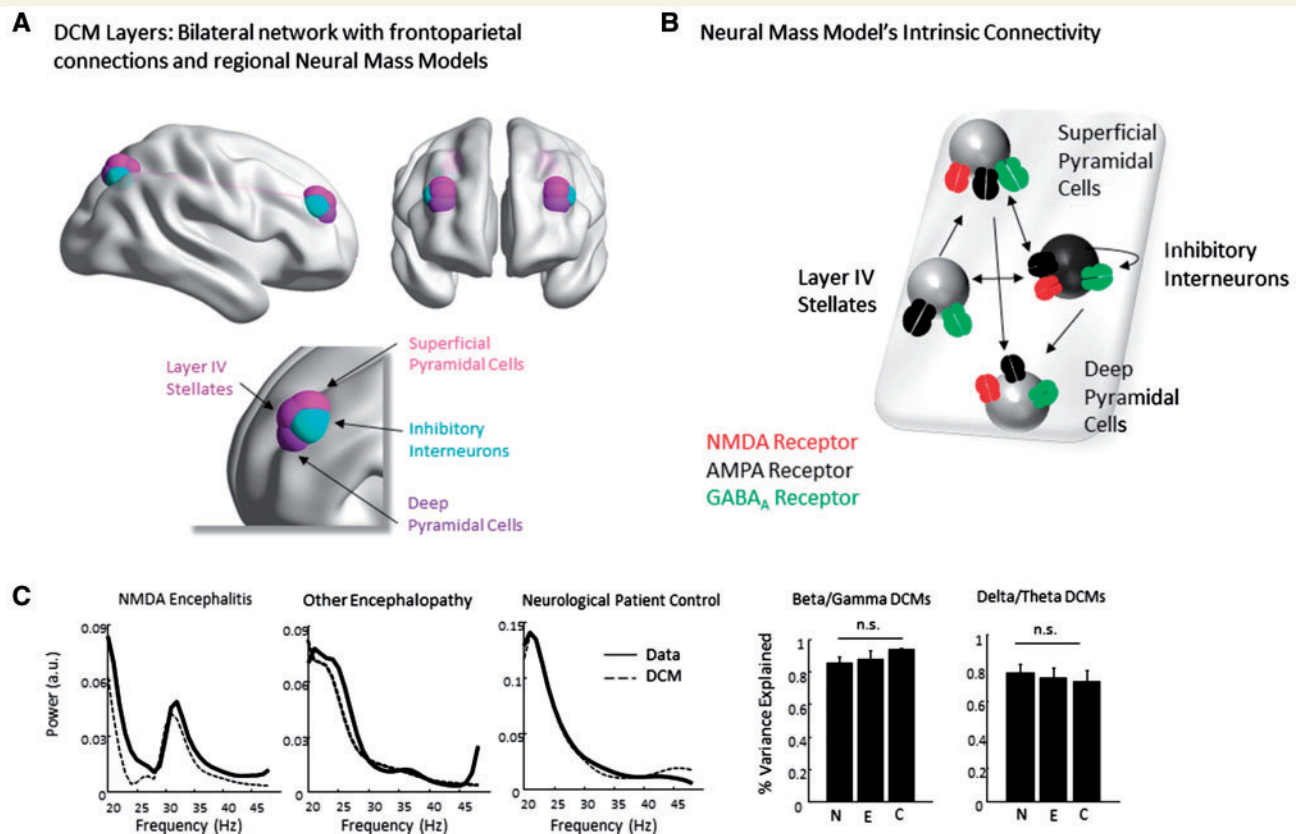 A
DCM Layers: Bilateral network with frontoparietal
connections and regional Neural Mass Models
Layer IV
Stellates
Superficial
Pyramidal Cells
Inhibitory
Interneurons
Deep
Pyramidal Cells
B
Neural Mass Model's Intrinsic Connectivity
Superficial
Pyramidal
Cells
Layer IV
Stellates
Inhibitory
Interneurons
Deep
Pyramidal
Cells
NMDA Receptor
AMPA Receptor
GABAA Receptor
C
NMDA Encephalitis
Power (a.u.)
0.09
0.06
0.03
0
20 25 30 35 40 45
Frequency (Hz)
Other Encephalopathy
0.09
0.06
0.03
0
20 25 30 35 40 45
Frequency (Hz)
Neurological Patient Control
0.15
0.1
0.05
0
20 25 30 35 40 45
Frequency (Hz)
Data
DCM
Beta/Gamma DCMs
n.s.
% Variance Explained
1
0.8
0.6
0.4
0.2
0
N E C
Delta/Theta DCMs
n.s.
1
0.8
0.6
0.4
0.2
0
N E C